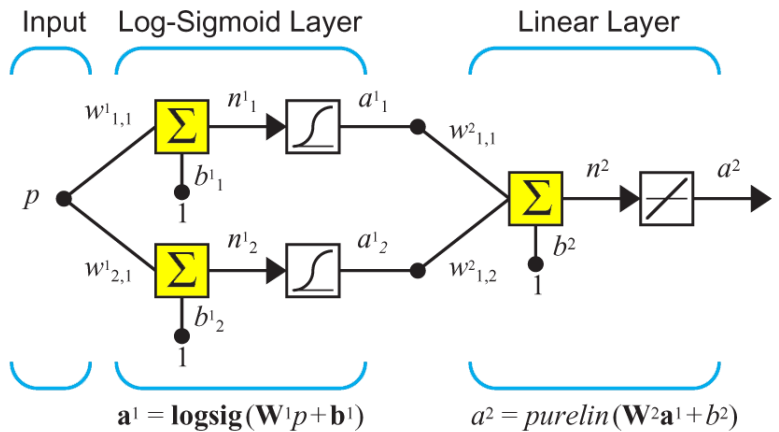 Input Log-Sigmoid Layer Linear Layer
w¹₁,₁ n¹₁ a¹₁ w²₁,₁
Σ
b¹₁
1
p Σ n² a²
b²
1
w¹₂,₁ n¹₂ a¹₂ w²₁,₂
Σ
b¹₂
1
a¹ = logsig(W¹p+b¹) a² = purelin(W²a¹+b²)